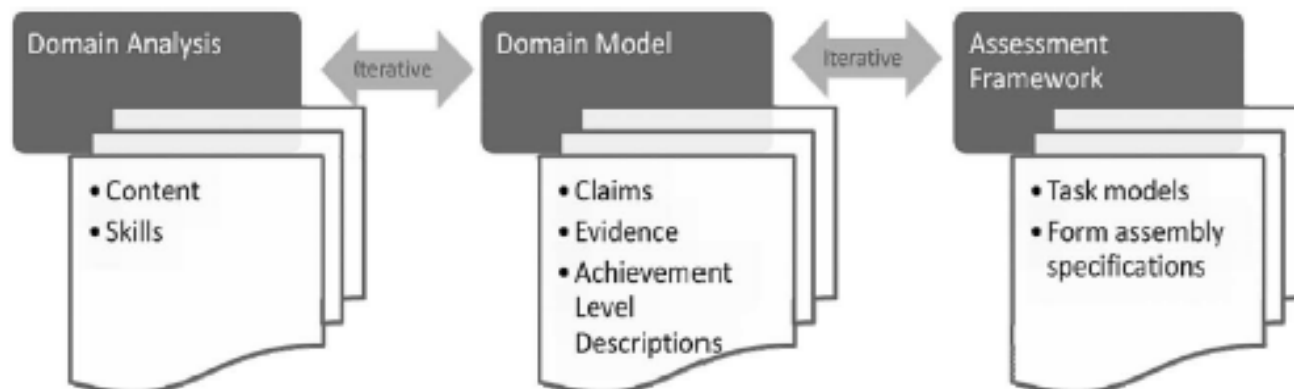 Domain Analysis
Iterative
Domain Model
Iterative
Assessment
Framework
• Content
• Skills
• Claims
• Evidence
• Achievement
Level
Descriptions
• Task models
• Form assembly
specifications